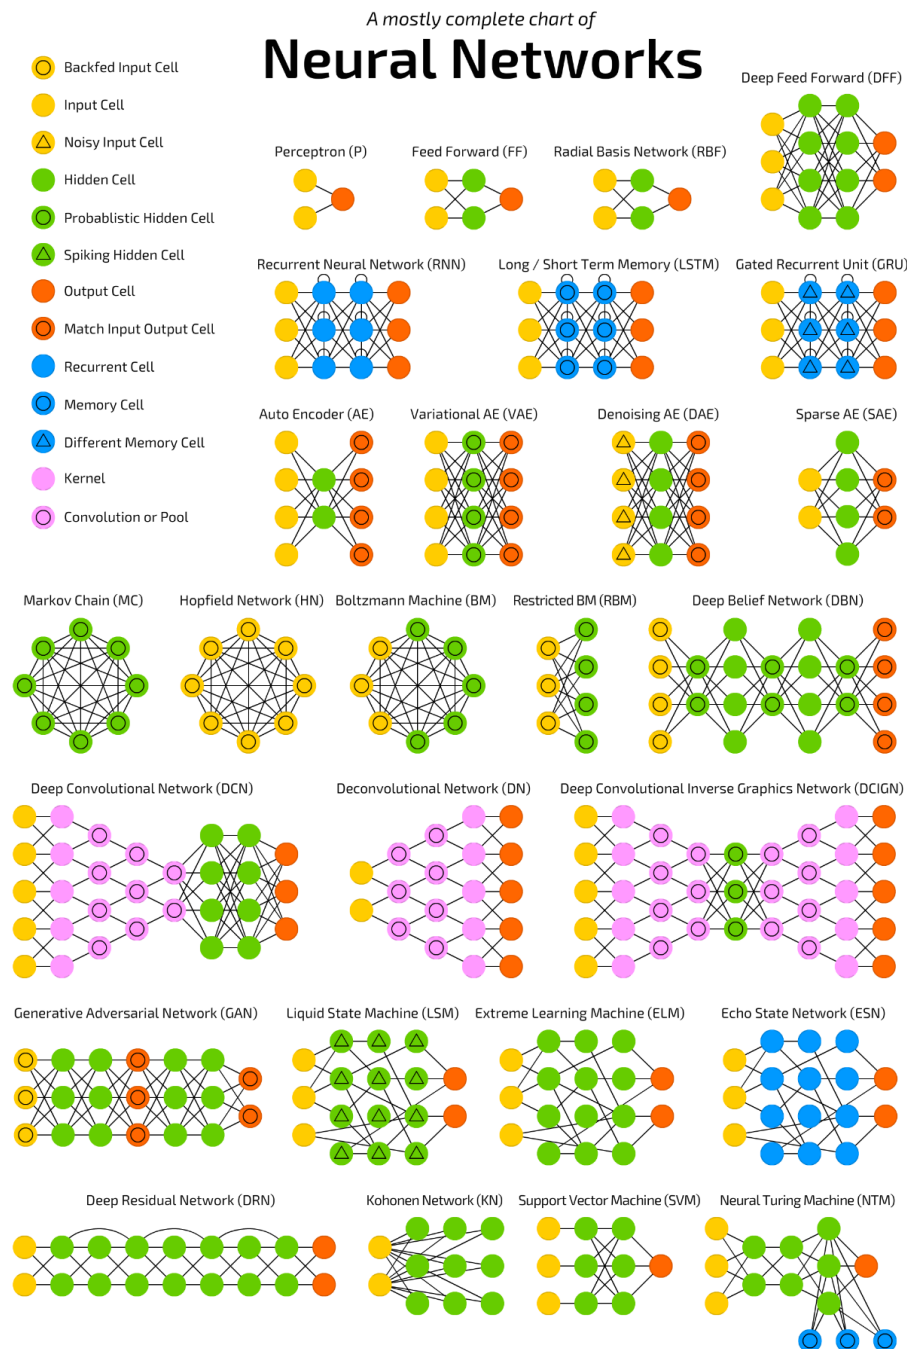 A mostly complete chart of
Neural Networks
Backfed Input Cell
Input Cell
Noisy Input Cell
Hidden Cell
Probablistic Hidden Cell
Spiking Hidden Cell
Output Cell
Match Input Output Cell
Recurrent Cell
Memory Cell
Different Memory Cell
Kernel
Convolution or Pool
Deep Feed Forward (DFF)
Perceptron (P)
Feed Forward (FF)
Radial Basis Network (RBF)
Recurrent Neural Network (RNN)
Long / Short Term Memory (LSTM)
Gated Recurrent Unit (GRU)
Auto Encoder (AE)
Variational AE (VAE)
Denoising AE (DAE)
Sparse AE (SAE)
Markov Chain (MC)
Hopfield Network (HN)
Boltzmann Machine (BM)
Restricted BM (RBM)
Deep Belief Network (DBN)
Deep Convolutional Network (DCN)
Deconvolutional Network (DN)
Deep Convolutional Inverse Graphics Network (DCIGN)
Generative Adversarial Network (GAN)
Liquid State Machine (LSM)
Extreme Learning Machine (ELM)
Echo State Network (ESN)
Deep Residual Network (DRN)
Kohonen Network (KN)
Support Vector Machine (SVM)
Neural Turing Machine (NTM)